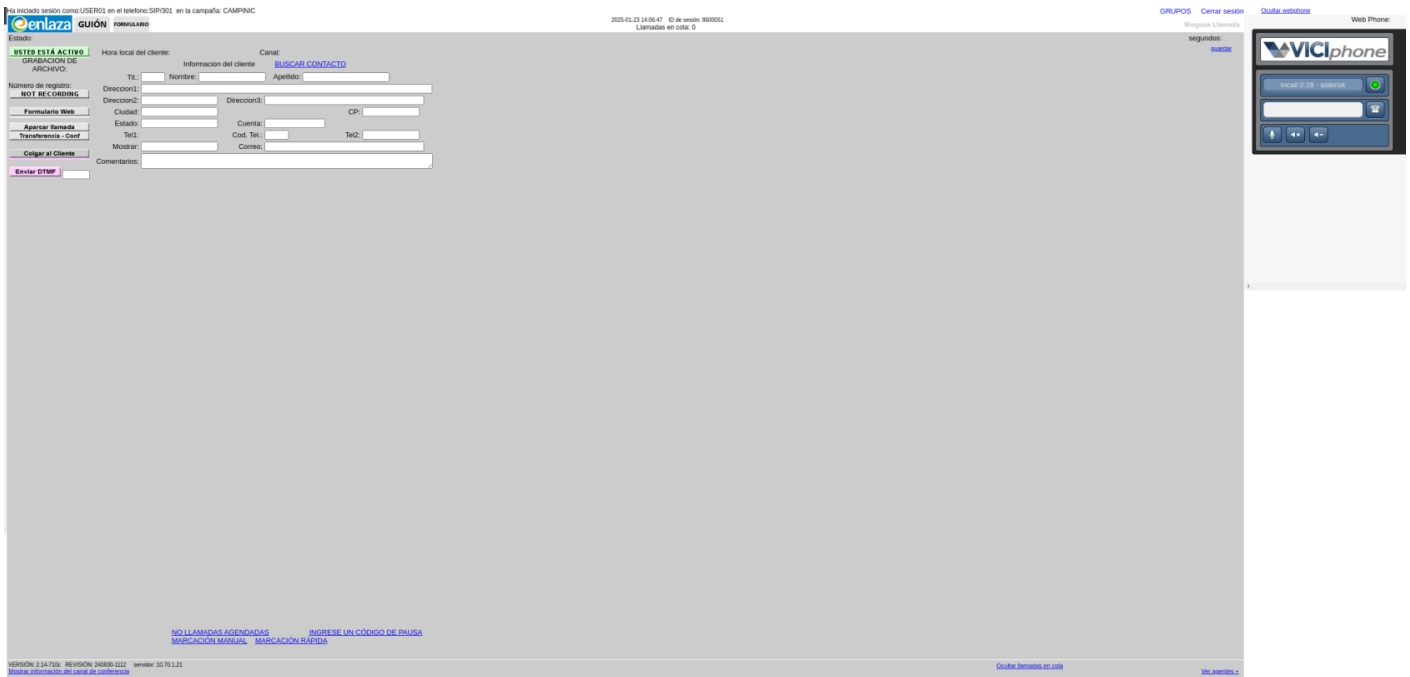 Ha iniciado sesión como:USER01 en el telefono:SIP/301 en la campaña: CAMPINIC
GRUPOS Cerrar sesión
Ocultar webphone
enlaza GUIÓN FORMULARIO
2025-01-23 14:06:47 ID de sesión: 8600051
Llamadas en cola: 0
Ninguna Llamada
Web Phone:
Estado:
segundos:
USTED ESTÁ ACTIVO
Hora local del cliente: Canal:
guardar
VICIphone
GRABACION DE
ARCHIVO:
Informacion del cliente BUSCAR CONTACTO
Tit.: Nombre: Apellido:
Incall 0:28 - asterisk
Número de registro:
Direccion1:
NOT RECORDING
Direccion2: Direccion3:
Formulario Web
Ciudad: CP:
Estado: Cuenta:
Aparcar llamada
Transferencia - Conf
Tel1: Cod. Tel.: Tel2:
Mostrar: Correo:
Colgar al Cliente
Comentarios:
Enviar DTMF
NO LLAMADAS AGENDADAS INGRESE UN CÓDIGO DE PAUSA
MARCACIÓN MANUAL MARCACIÓN RÁPIDA
VERSIÓN: 2.14-710c REVISIÓN: 240830-1112 servidor: 10.70.1.21
Ocultar llamadas en cola
Mostrar información del canal de conferencia
Ver agentes +